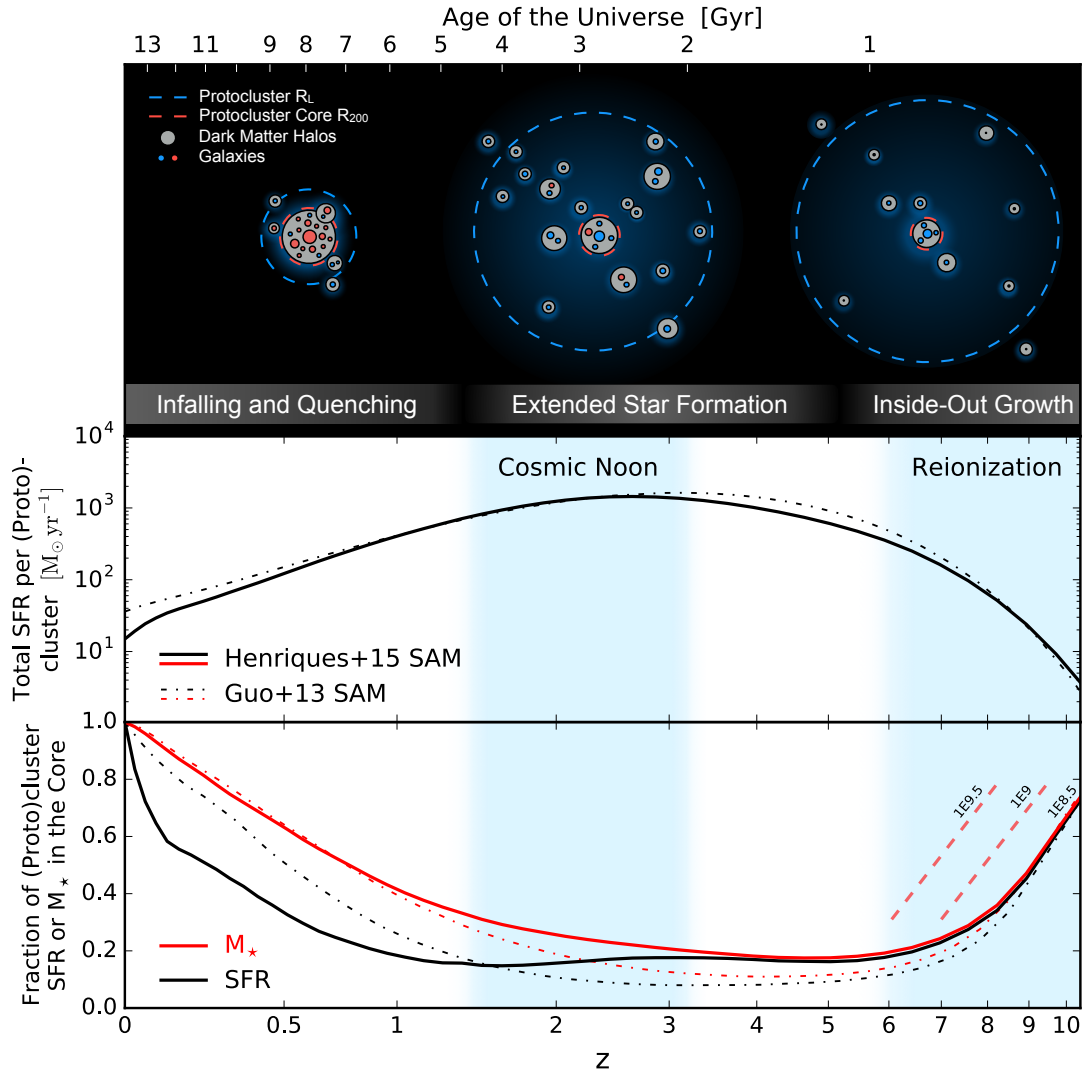 Age of the Universe [Gyr]
13 11 9 8 7 6 5 4 3 2 1
Protocluster R_L
Protocluster Core R_200
Dark Matter Halos
Galaxies
Infalling and Quenching Extended Star Formation Inside-Out Growth
Total SFR per (Proto)-
cluster [M_⊙ yr^{-1}]
10^4
10^3
10^2
10^1
Cosmic Noon Reionization
Henriques+15 SAM
Guo+13 SAM
Fraction of (Proto)cluster
SFR or M_⋆ in the Core
1.0
0.8
0.6
0.4
0.2
0.0
1E9.5 1E9 1E8.5
M_⋆
SFR
0 0.5 1 2 3 4 5 6 7 8 9 10
z